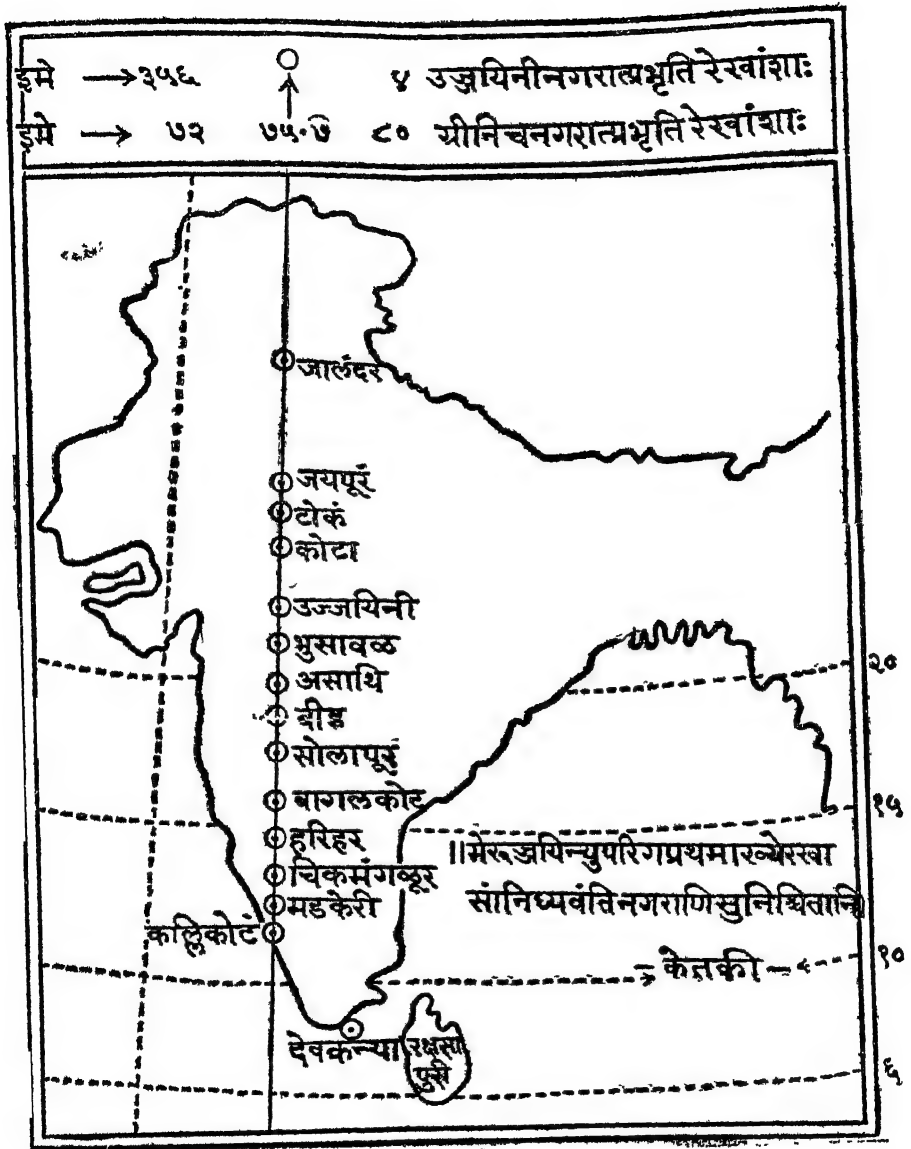 इमे → ३५६ ० ४ उज्जयिनीनगरात्प्रभृति रेखांशाः
इमे → ७२ ७५.७ ८० ग्रीनिचनगरात्प्रभृति रेखांशाः
जालंदर
जयपूरं
टोंकं
कोटा
उज्जयिनी
भुसावळ
२०
असाथि
बीड
सोलापूरं
बागलकोट
१५
हरिहर
॥मेरूज्जयिन्युपरिगप्रथमाख्यरेखा
चिकमंगळूर
सांनिध्यवंति नगराणि सुनिश्चितानि
मडकेरी
कल्लिकोटं
केतकी
१०
देवकन्या
रक्षसा
पुरी
६